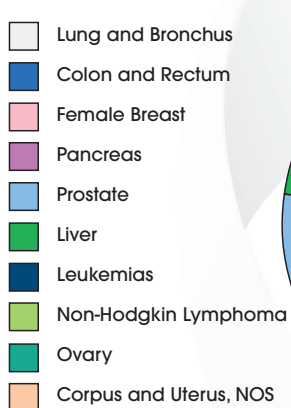 Lung and Bronchus
Colon and Rectum
Female Breast
Pancreas
Prostate
Liver
Leukemias
Non-Hodgkin Lymphoma
Ovary
Corpus and Uterus, NOS